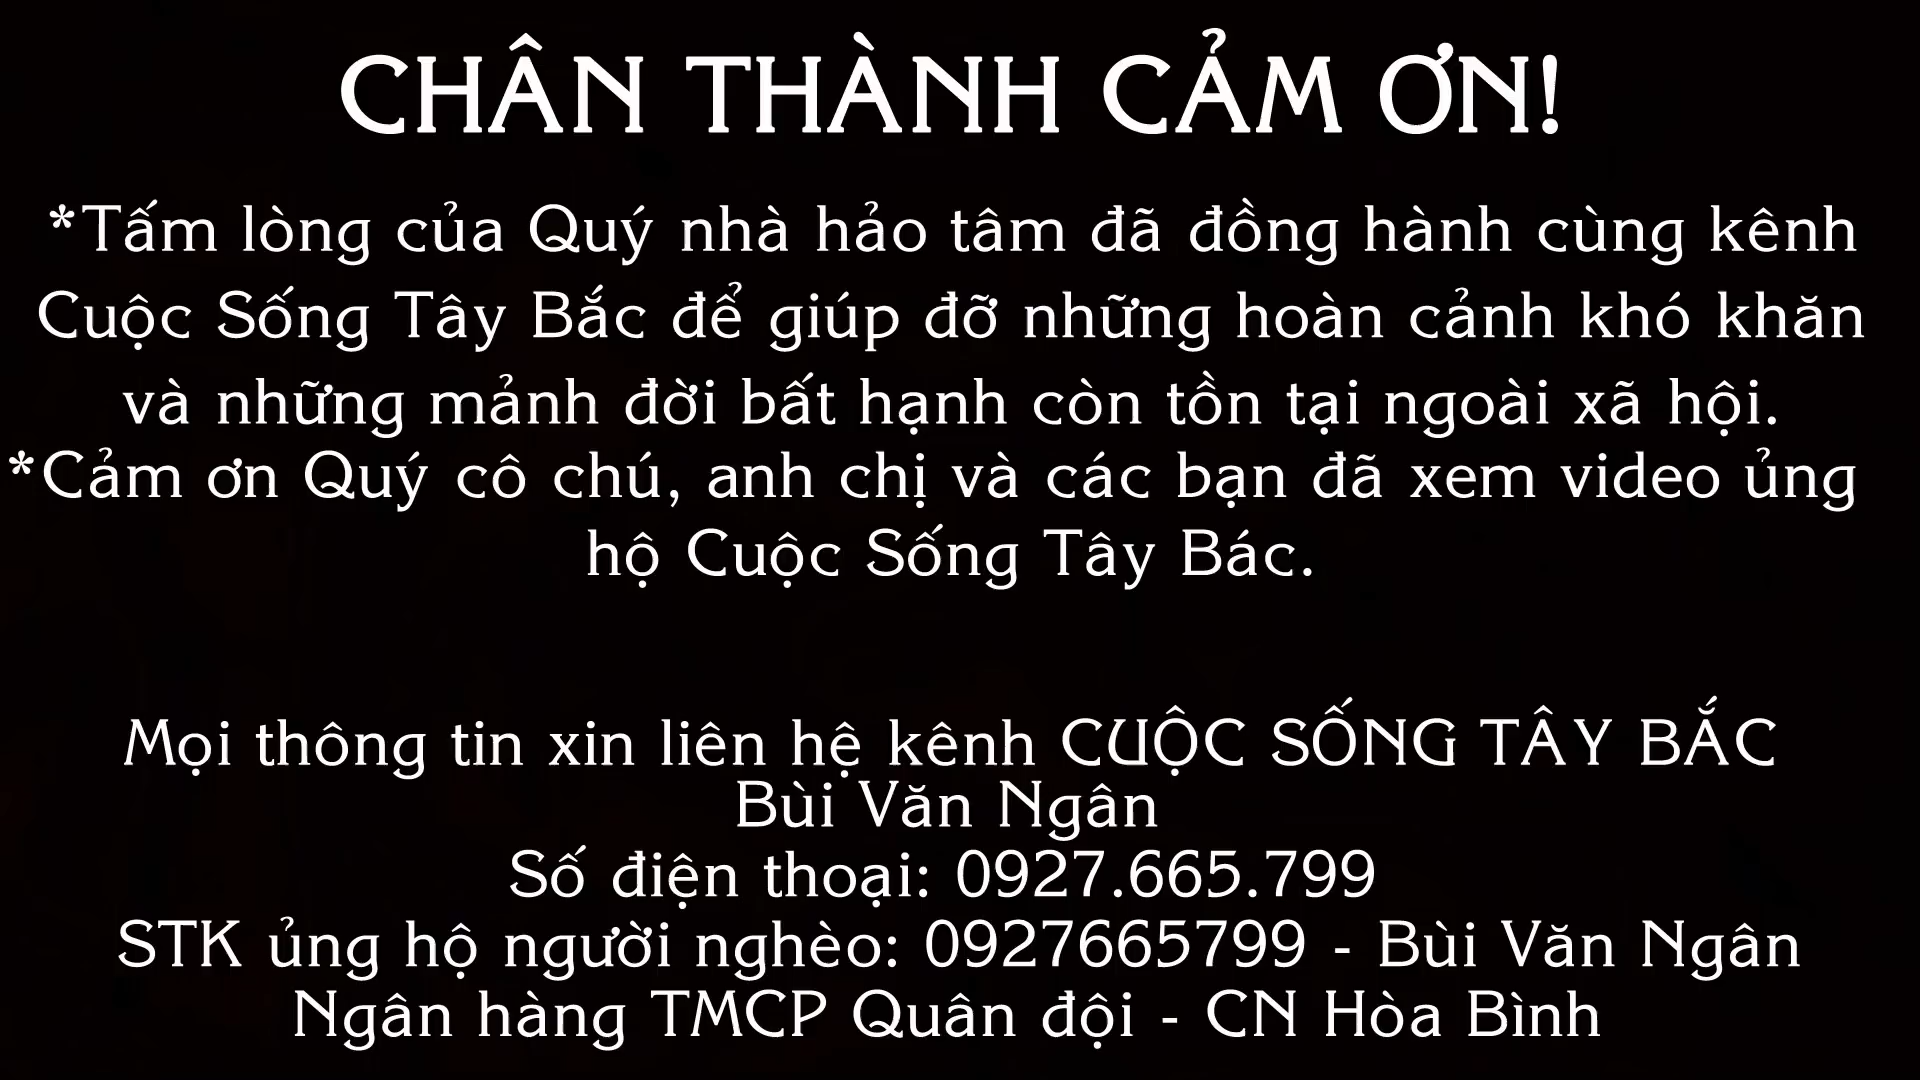 CHÂN THÀNH CẢM ƠN!
*Tấm lòng của Quý nhà hảo tâm đã đồng hành cùng kênh
Cuộc Sống Tây Bắc để giúp đỡ những hoàn cảnh khó khăn
và những mảnh đời bất hạnh còn tồn tại ngoài xã hội.
*Cảm ơn Quý cô chú, anh chị và các bạn đã xem video ủng
hộ Cuộc Sống Tây Bác.
Mọi thông tin xin liên hệ kênh CUỘC SỐNG TÂY BẮC
Bùi Văn Ngân
Số điện thoại: 0927.665.799
STK ủng hộ người nghèo: 0927665799 - Bùi Văn Ngân
Ngân hàng TMCP Quân đội - CN Hòa Bình